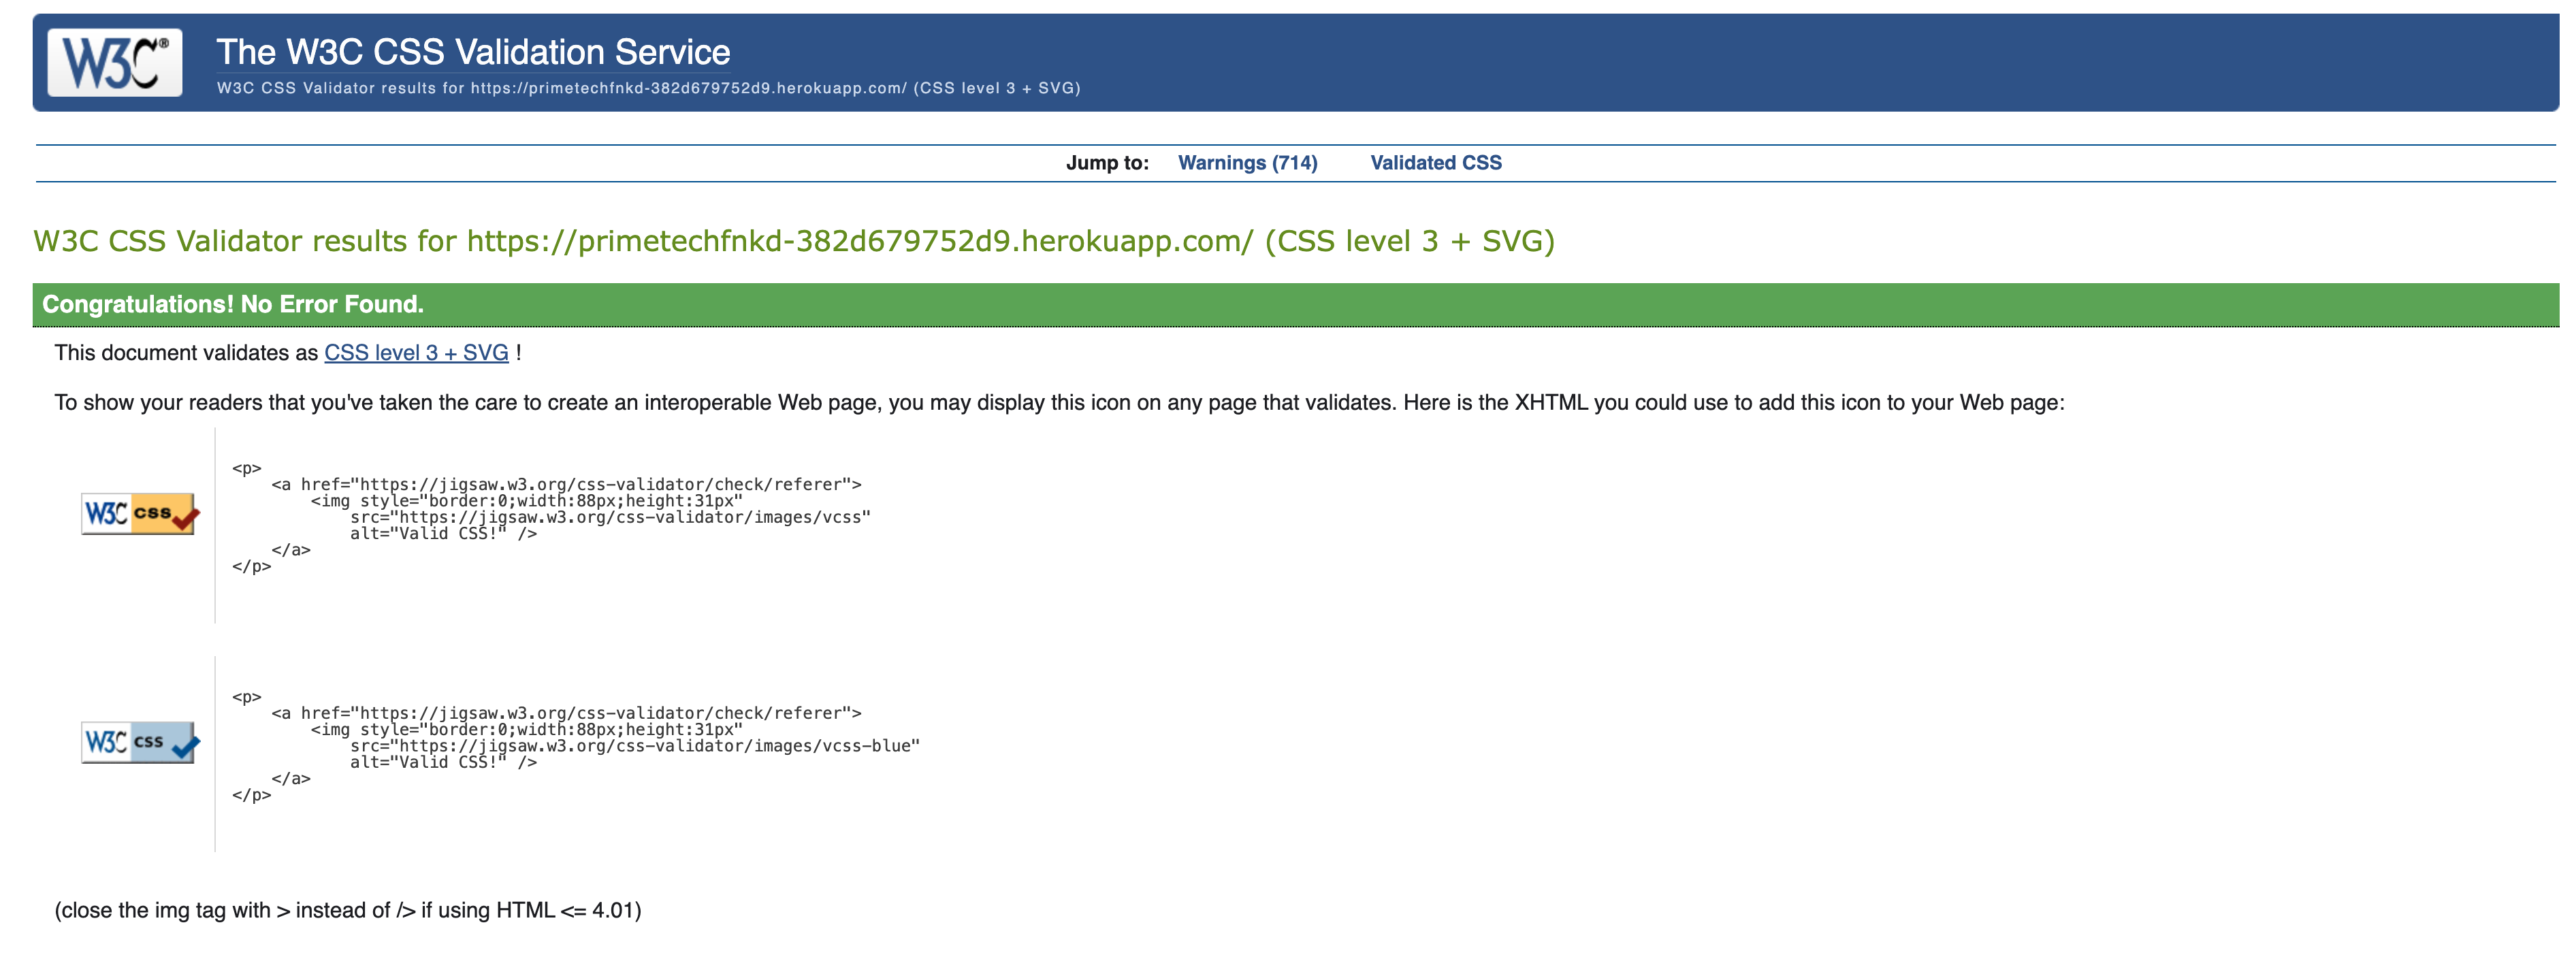 W3C®
The W3C CSS Validation Service
W3C CSS Validator results for https://primetechfnkd-382d679752d9.herokuapp.com/ (CSS level 3 + SVG)
Jump to: Warnings (714) Validated CSS
W3C CSS Validator results for https://primetechfnkd-382d679752d9.herokuapp.com/ (CSS level 3 + SVG)
Congratulations! No Error Found.
This document validates as CSS level 3 + SVG !
To show your readers that you've taken the care to create an interoperable Web page, you may display this icon on any page that validates. Here is the XHTML you could use to add this icon to your Web page:
W3C css
<p>
<a href="https://jigsaw.w3.org/css-validator/check/referer">
<img style="border:0;width:88px;height:31px"
src="https://jigsaw.w3.org/css-validator/images/vcss"
alt="Valid CSS!" />
</a>
</p>
W3C css
<p>
<a href="https://jigsaw.w3.org/css-validator/check/referer">
<img style="border:0;width:88px;height:31px"
src="https://jigsaw.w3.org/css-validator/images/vcss-blue"
alt="Valid CSS!" />
</a>
</p>
(close the img tag with > instead of /> if using HTML <= 4.01)